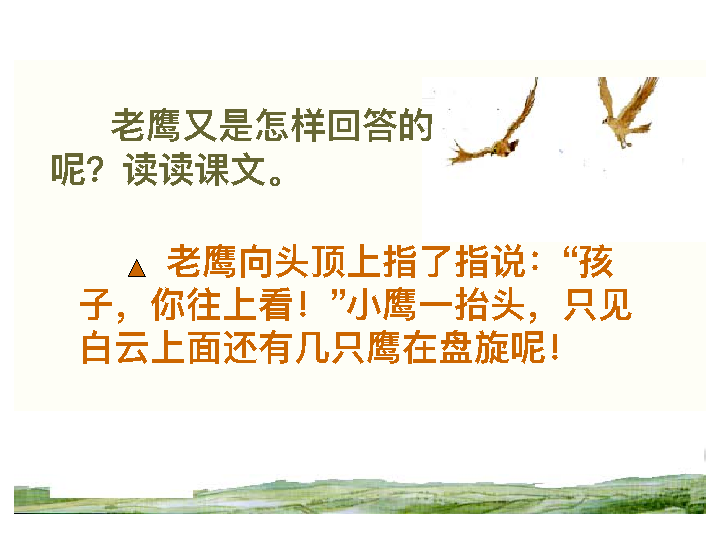 老鹰又是怎样回答的
呢？读读课文。
老鹰向头顶上指了指说：“孩
子，你往上看！”小鹰一抬头，只见
白云上面还有几只鹰在盘旋呢！